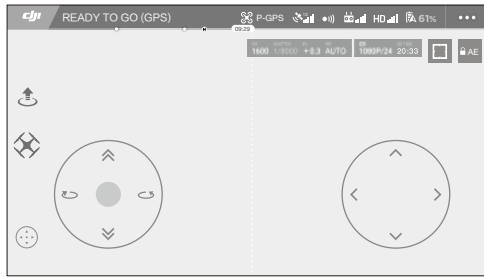 dji READY TO GO (GPS) P-GPS HD 61%
09:29
1600 1/8000 +0.3 AUTO 1080P/24 20:33 AE